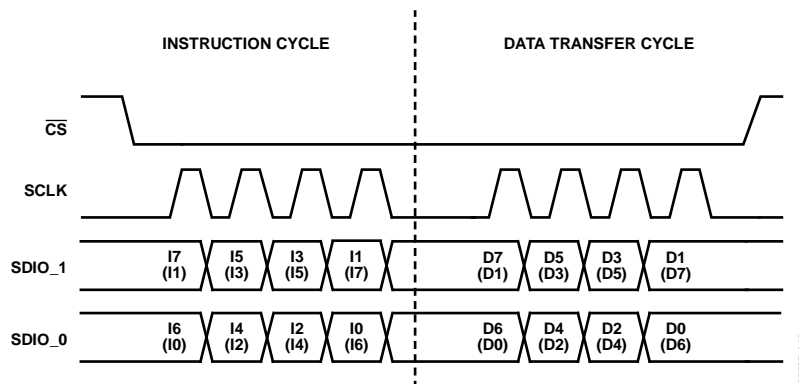 INSTRUCTION CYCLE DATA TRANSFER CYCLE
CS
SCLK
SDIO_1 I7 I5 I3 I1 D7 D5 D3 D1
(I1) (I3) (I5) (I7) (D1) (D3) (D5) (D7)
SDIO_0 I6 I4 I2 I0 D6 D4 D2 D0
(I0) (I2) (I4) (I6) (D0) (D2) (D4) (D6)